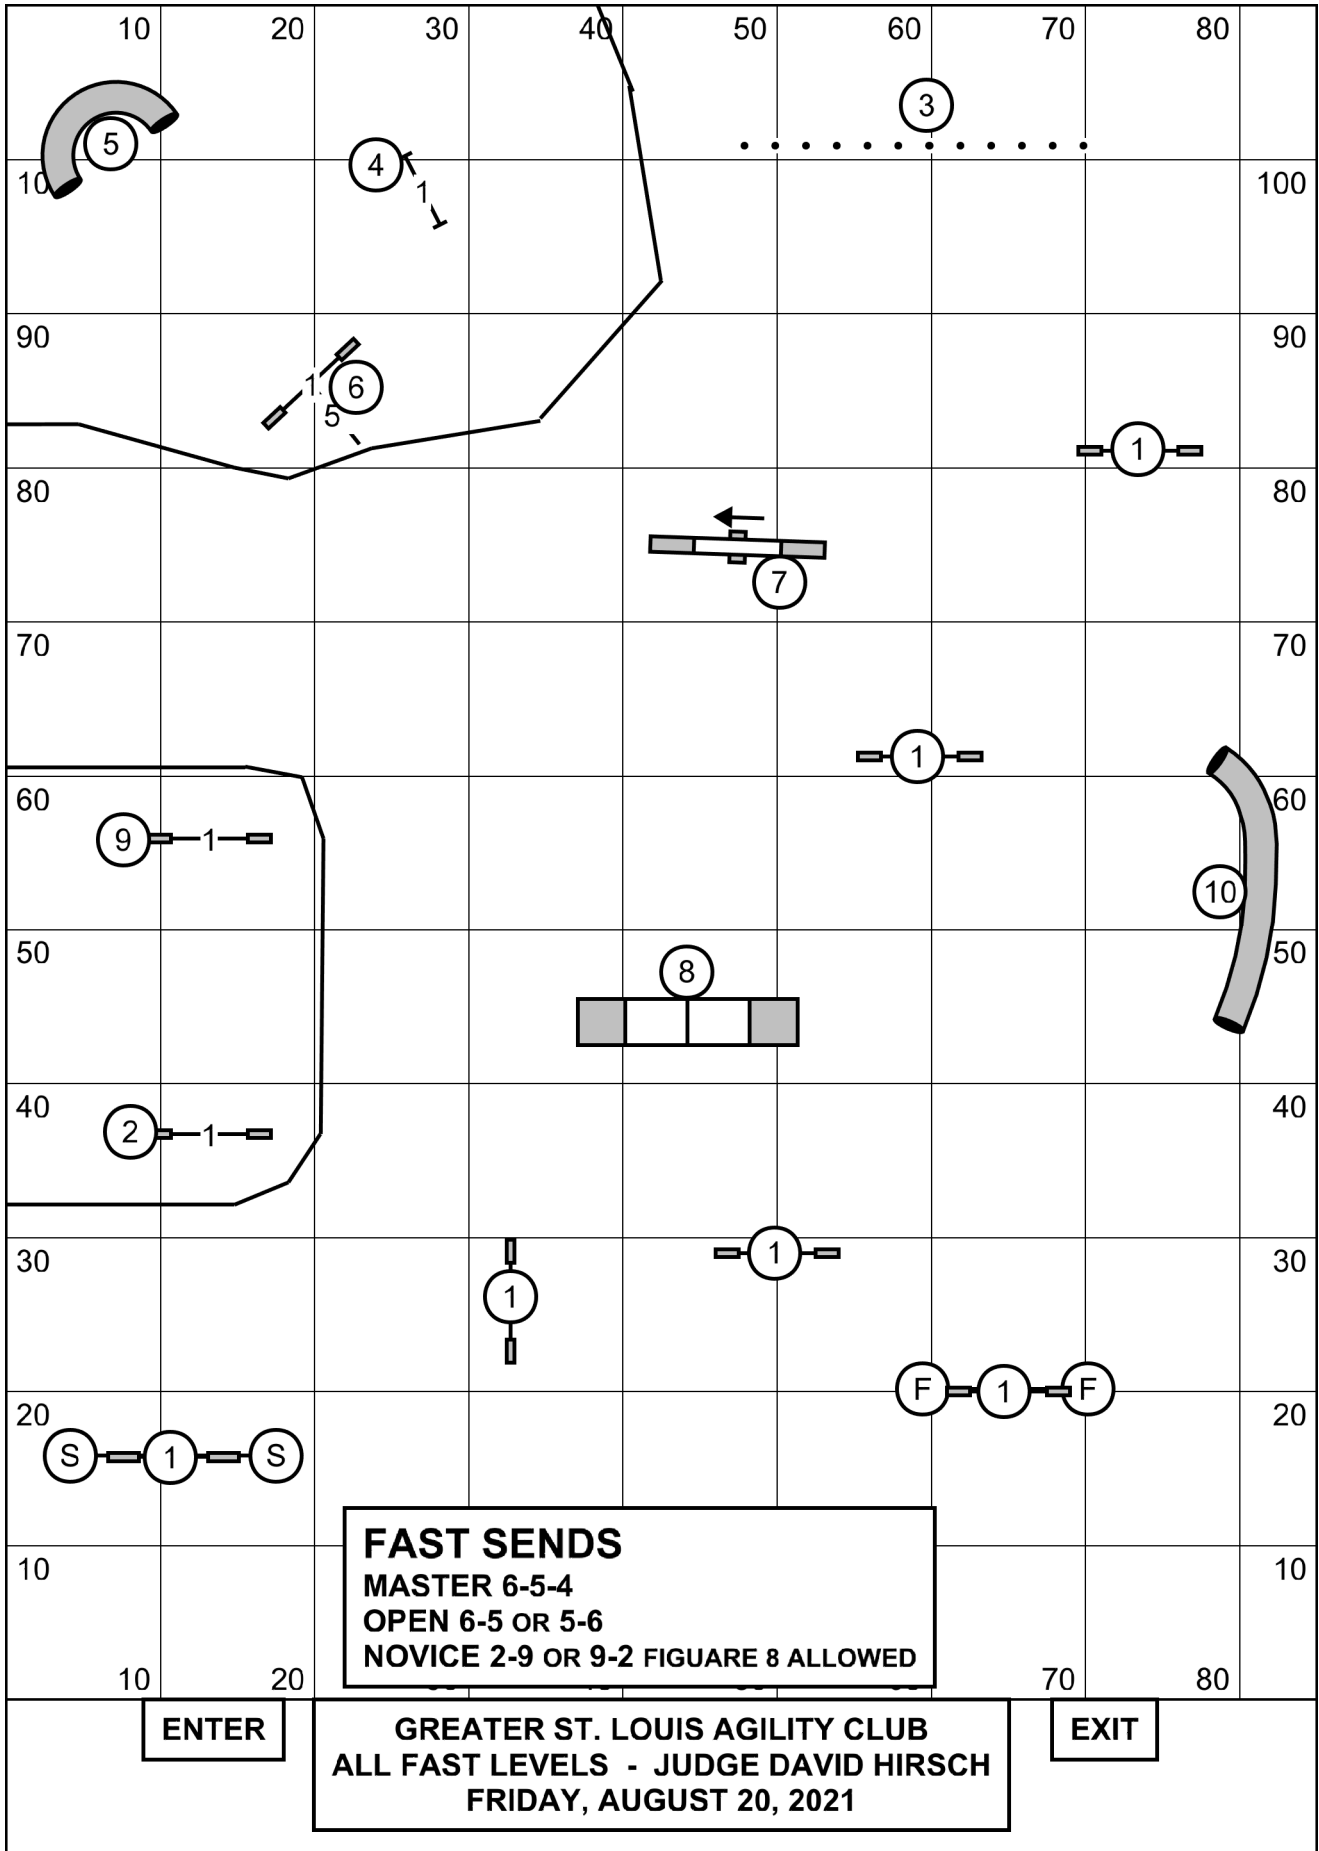 10 20 30 40 50 60 70 80
3
5
4
1
10 100
90 90
1 6
5
1
80 80
7
70 70
1
60 60
9 1
10
50 50
8
40 40
2 1
30 1 30
1
F 1 F
20 20
S 1 S
FAST SENDS
10 10
MASTER 6-5-4
OPEN 6-5 OR 5-6
NOVICE 2-9 OR 9-2 FIGUARE 8 ALLOWED
10 20 70 80
ENTER GREATER ST. LOUIS AGILITY CLUB EXIT
ALL FAST LEVELS - JUDGE DAVID HIRSCH
FRIDAY, AUGUST 20, 2021